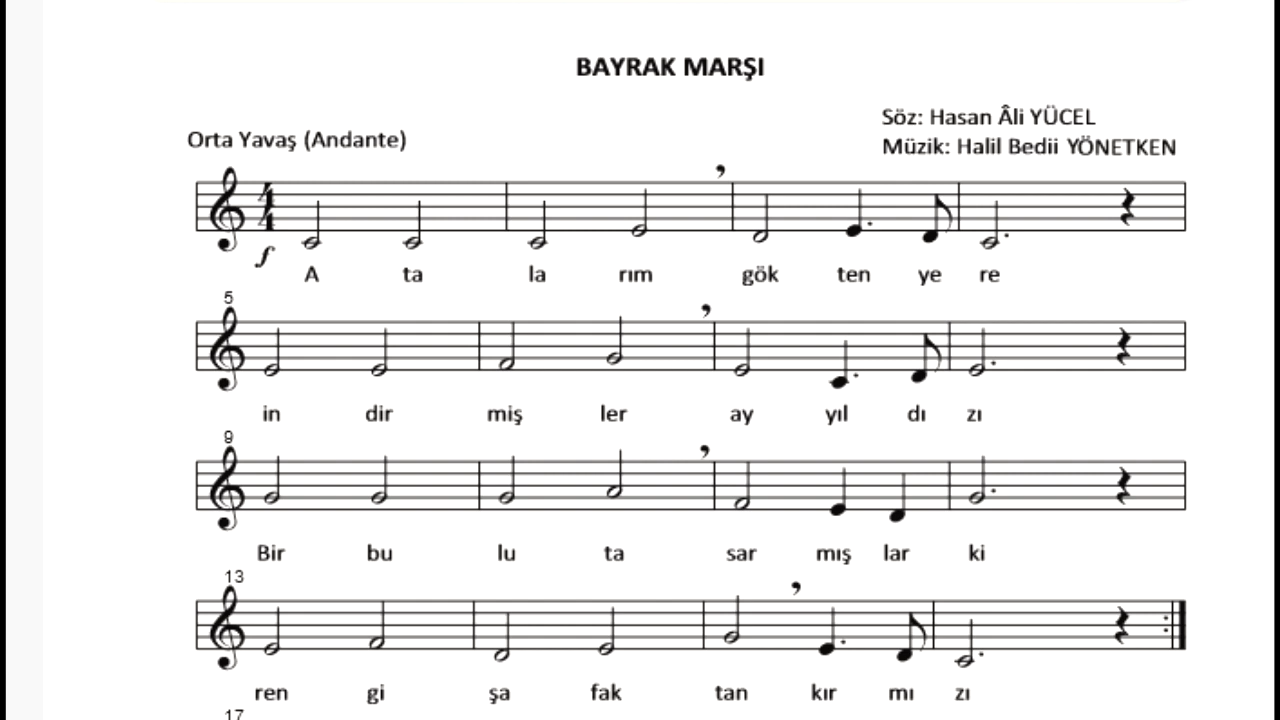 BAYRAK MARŞI
Söz: Hasan Âli YÜCEL
Orta Yavaş (Andante)
Müzik: Halil Bedii YÖNETKEN
4
4
f
A ta la rım gök ten ye re
5
in dir miş ler ay yıl dı zı
9
Bir bu lu ta sar mış lar ki
13
ren gi şa fak tan kır mı zı
17